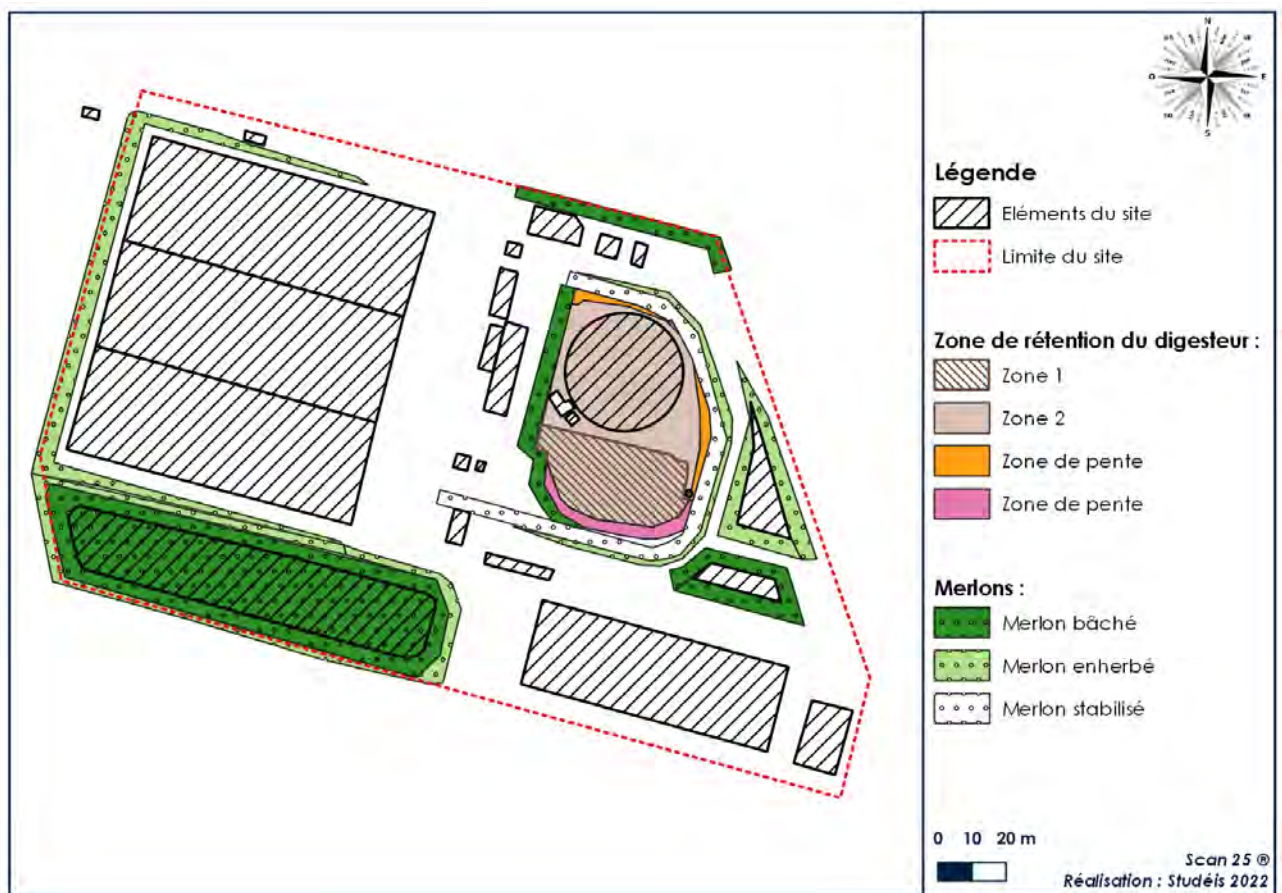 N
O
E
S
Légende
Eléments du site
Limite du site
Zone de rétention du digesteur :
Zone 1
Zone 2
Zone de pente
Zone de pente
Merlons :
Merlon bâché
Merlon enherbé
Merlon stabilisé
0 10 20 m
Scan 25 ®
Réalisation : Studéis 2022